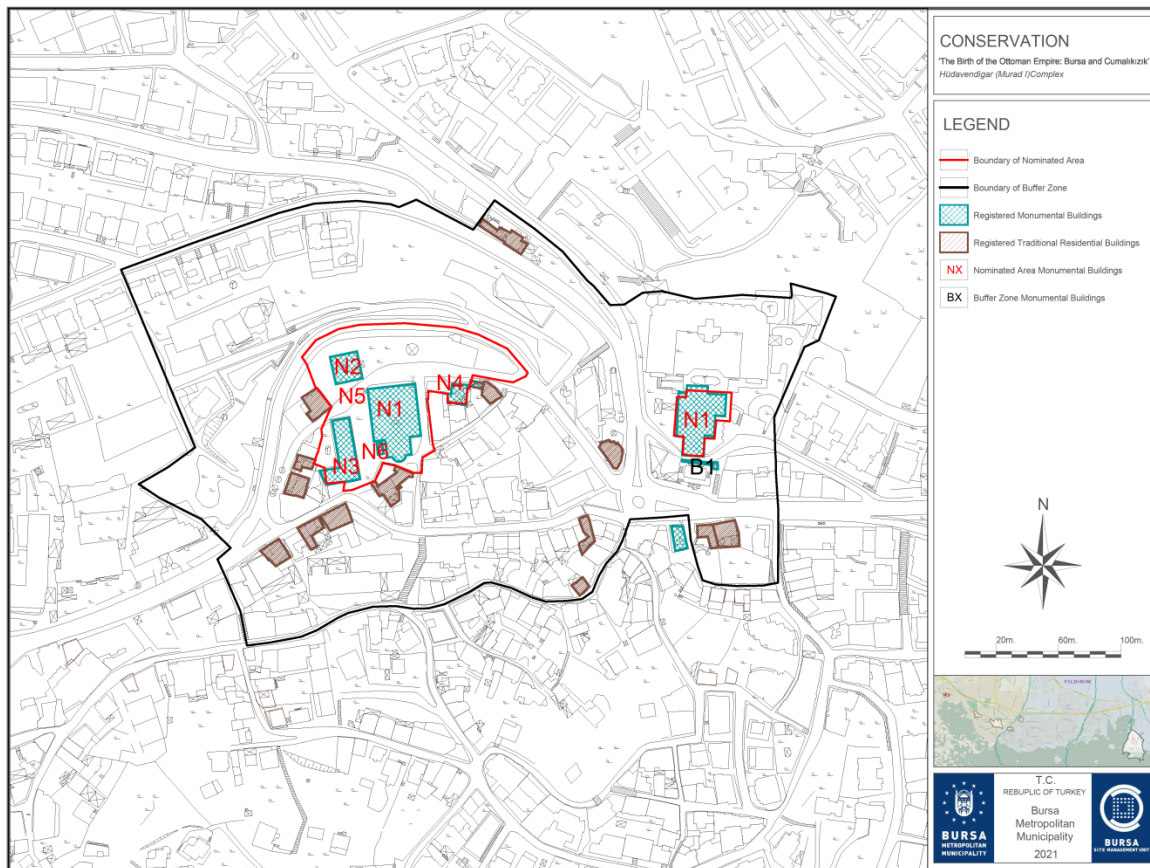 CONSERVATION
'The Birth of the Ottoman Empire: Bursa and Cumalıkızık'
Hüdavendigar (Murad I)Complex
LEGEND
Boundary of Nominated Area
Boundary of Buffer Zone
Registered Monumental Buildings
Registered Traditional Residential Buildings
NX Nominated Area Monumental Buildings
BX Buffer Zone Monumental Buildings
N2
N5
N4
N1
N1
N6
N3
B1
N
20m. 60m. 100m.
YILDIRIM
BURSA
METROPOLITAN
MUNICIPALITY
T.C.
REBUPLIC OF TURKEY
Bursa
Metropolitan
Municipality
2021
BURSA
SITE MANAGEMENT UNIT